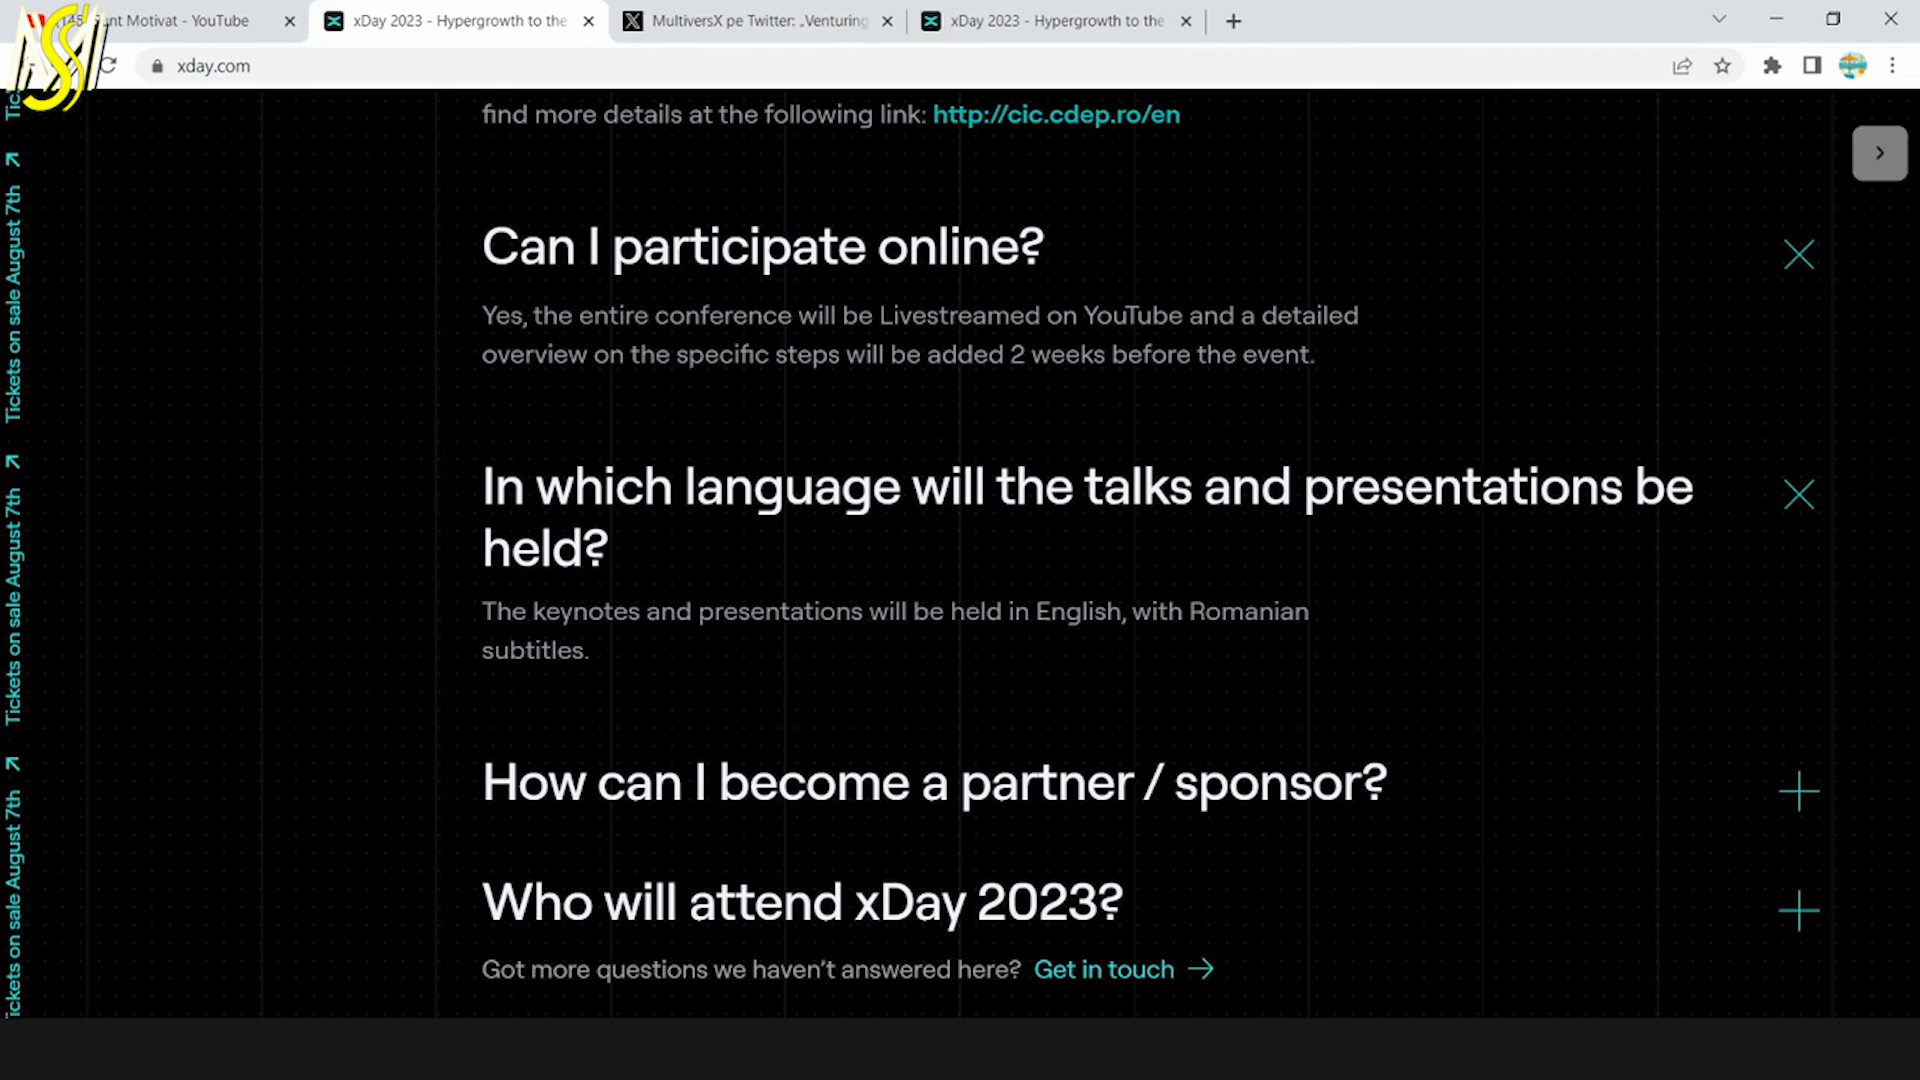 nt Motivat - YouTube
xDay 2023 - Hypergrowth to the
MultiversX pe Twitter: „Venturing
xDay 2023 - Hypergrowth to the
xday.com
find more details at the following link: http://cic.cdep.ro/en
Can I participate online?
Yes, the entire conference will be Livestreamed on YouTube and a detailed
overview on the specific steps will be added 2 weeks before the event.
In which language will the talks and presentations be
held?
The keynotes and presentations will be held in English, with Romanian
subtitles.
How can I become a partner / sponsor?
Who will attend xDay 2023?
Got more questions we haven't answered here? Get in touch →
Tickets on sale August 7th
Tickets on sale August 7th
Tickets on sale August 7th